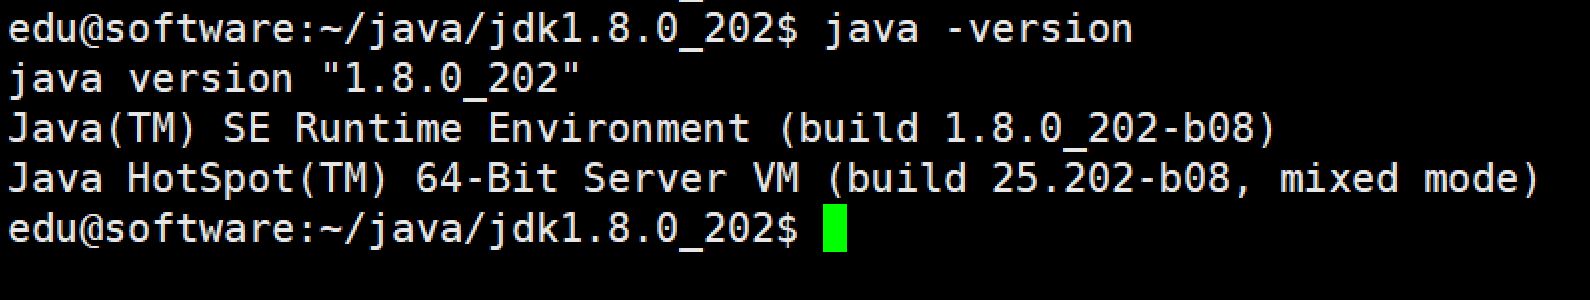 edu@software:~/java/jdk1.8.0_202$ java -version
java version "1.8.0_202"
Java(TM) SE Runtime Environment (build 1.8.0_202-b08)
Java HotSpot(TM) 64-Bit Server VM (build 25.202-b08, mixed mode)
edu@software:~/java/jdk1.8.0_202$